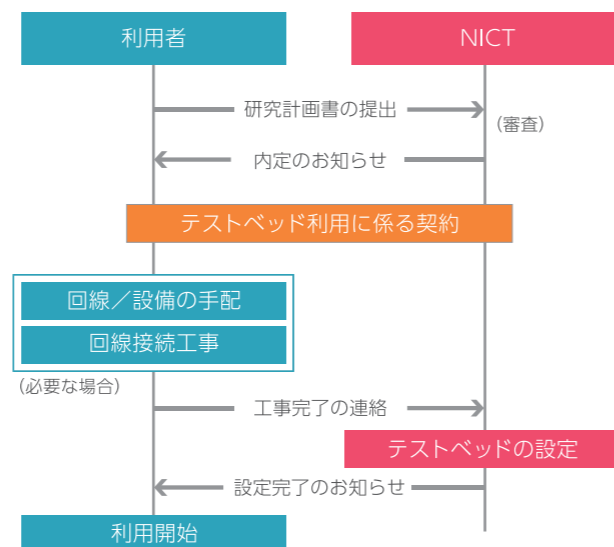 利用者
NICT
研究計画書の提出
(審査)
内定のお知らせ
テストベッド利用に係る契約
回線／設備の手配
回線接続工事
(必要な場合)
工事完了の連絡
テストベッドの設定
設定完了のお知らせ
利用開始